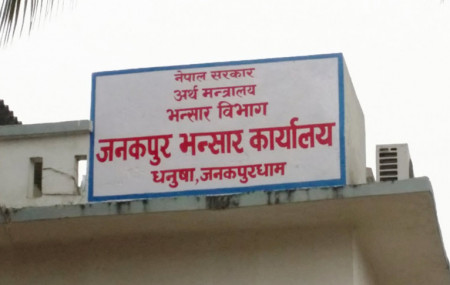 नेपाल सरकार
अर्थ मन्त्रालय
भन्सार विभाग
जनकपुर भन्सार कार्यालय
धनुषा,जनकपुरधाम